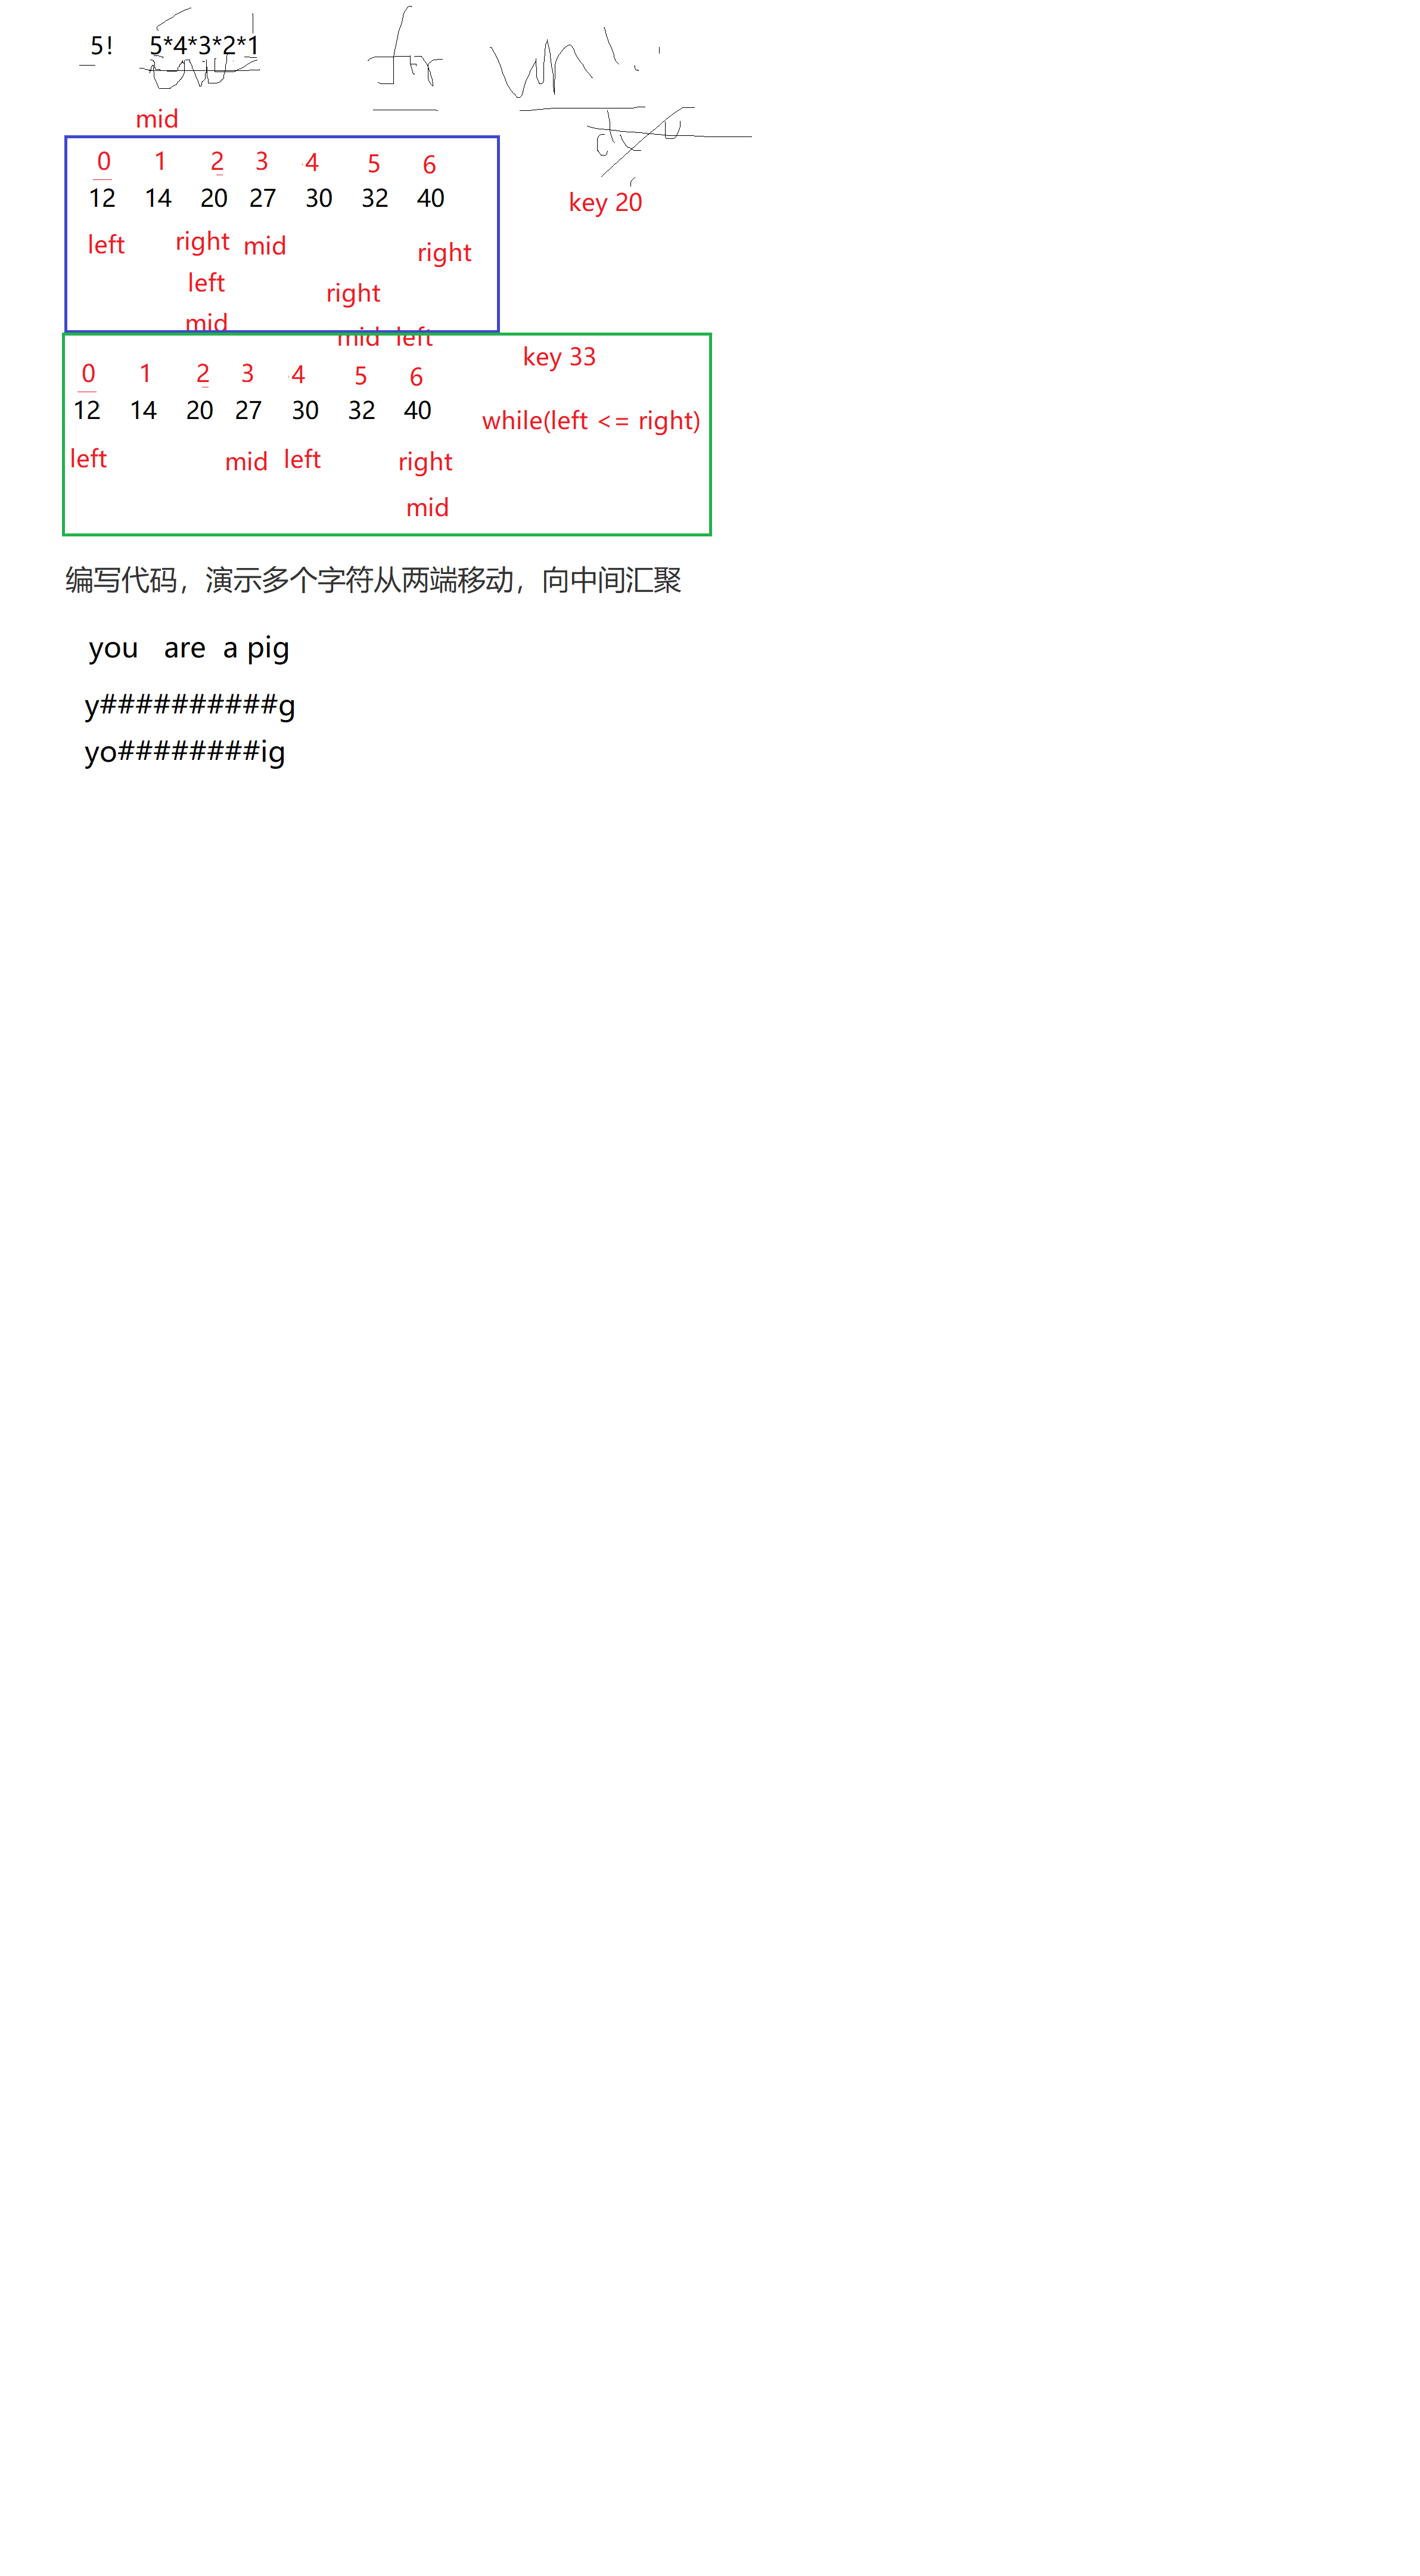 5! 5*4*3*2*1 for
mid
0 1 2 3 4 5 6
12 14 20 27 30 32 40 key 20
left right mid right
left right
mid mid left
key 33
0 1 2 3 4 5 6
12 14 20 27 30 32 40 while(left <= right)
left mid left right
mid
编写代码，演示多个字符从两端移动，向中间汇聚
you are a pig
y##########g
yo########ig